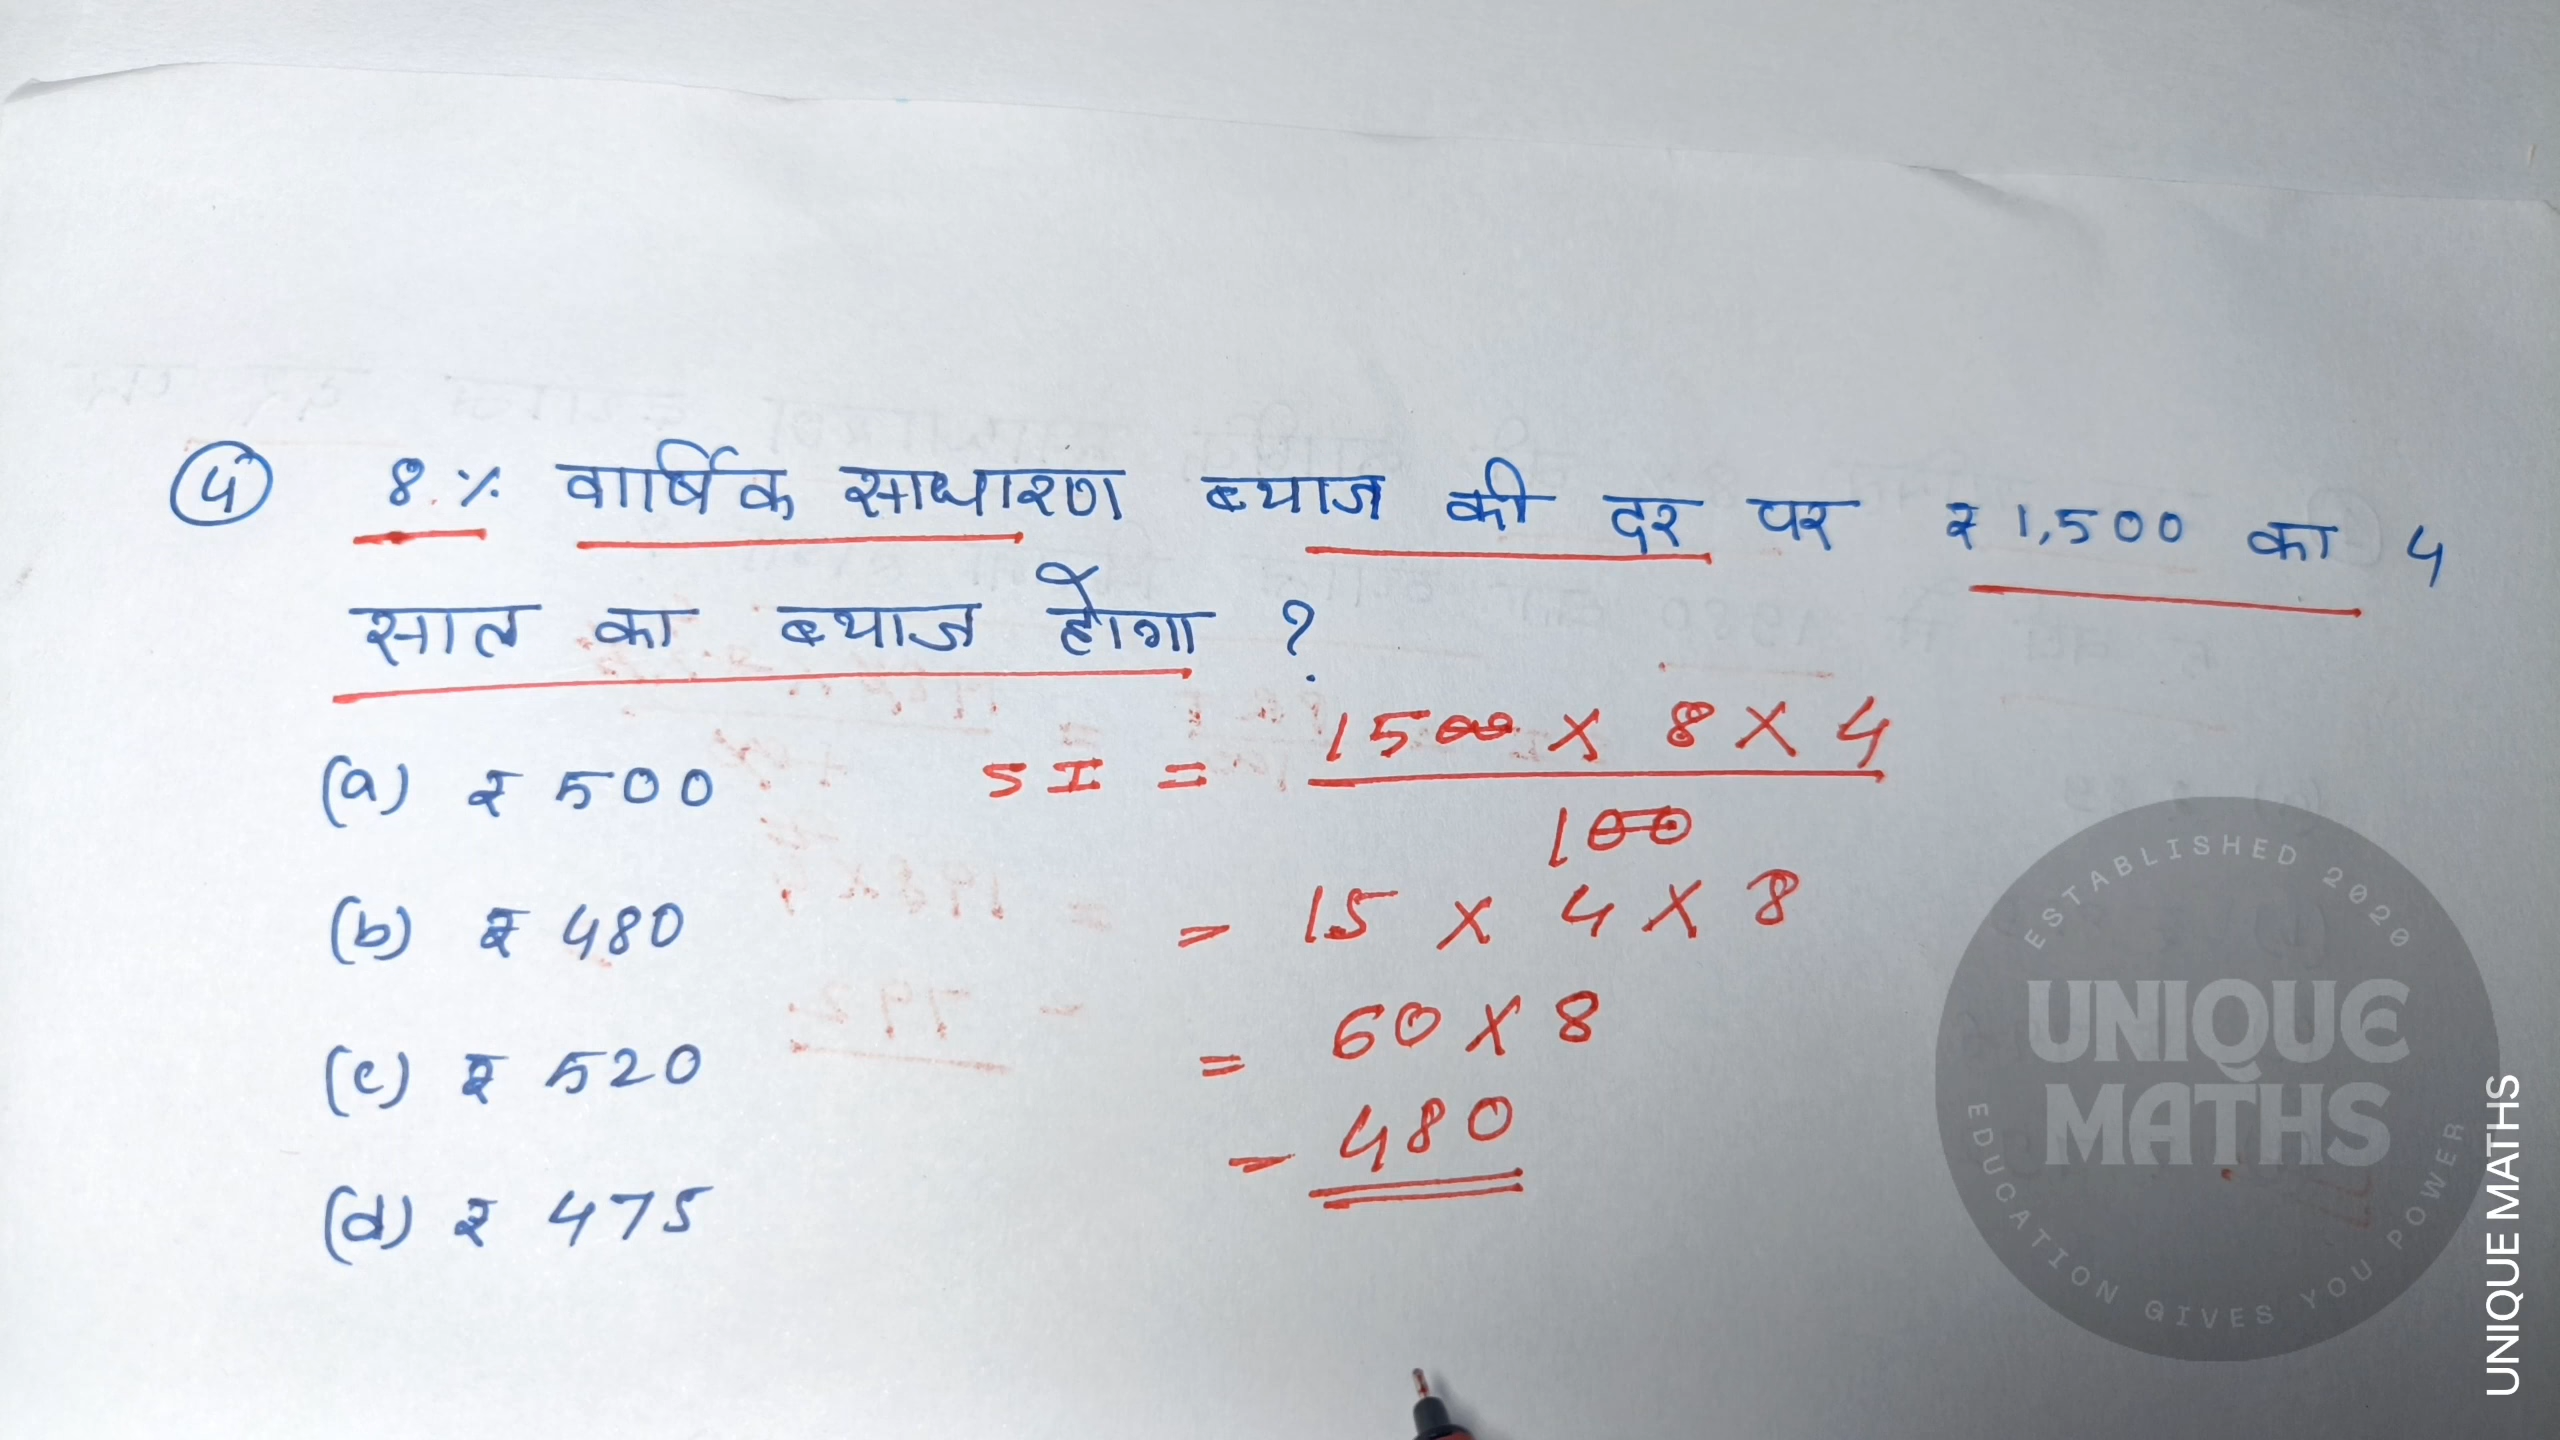 ④ 8% वार्षिक साधारण ब्याज की दर पर ₹1,500 का 4
साल का ब्याज होगा ?
(a) ₹ 500
(b) ₹ 480
(c) ₹ 520
(d) ₹ 475
SI = 1500 × 8 × 4
100
= 15 × 4 × 8
= 60 × 8
= 480
ESTABLISHED 2020
UNIQUE
MATHS
EDUCATION GIVES YOU POWER
UNIQUE MATHS